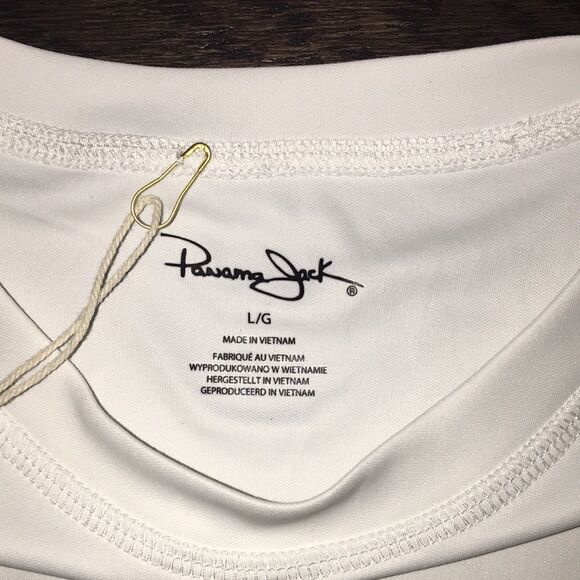 Panama Jack®
L/G
MADE IN VIETNAM
FABRIQUÉ AU VIETNAM
WYPRODUKOWANO W WIETNAMIE
HERGESTELLT IN VIETNAM
GEPRODUCEERD IN VIETNAM